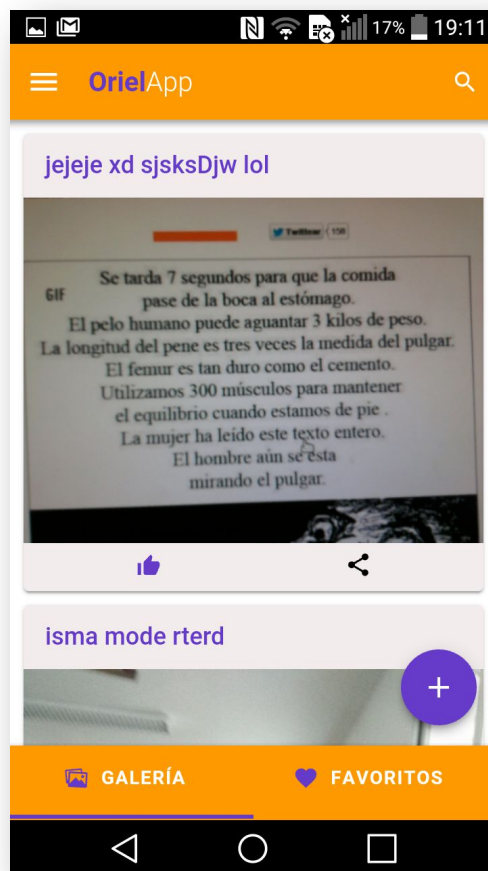 17% 19:11
OrielApp
jejeje xd sjsksDjw lol
Twittear 158
GIF
Se tarda 7 segundos para que la comida
pase de la boca al estómago.
El pelo humano puede aguantar 3 kilos de peso.
La longitud del pene es tres veces la medida del pulgar.
El femur es tan duro como el cemento.
Utilizamos 300 músculos para mantener
el equilibrio cuando estamos de pie .
La mujer ha leído este texto entero.
El hombre aún se esta
mirando el pulgar.
isma mode rterd
+
GALERÍA FAVORITOS